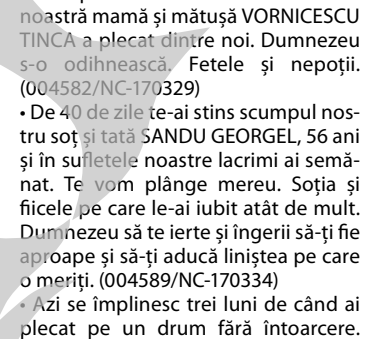 noastră mamă și mătușă VORNICESCU
TINCA a plecat dintre noi. Dumnezeu
s-o odihnească. Fetele și nepoții.
(004582/NC-170329)
• De 40 de zile te-ai stins scumpul nos-
tru soț și tată SANDU GEORGEL, 56 ani
și în sufletele noastre lacrimi ai semă-
nat. Te vom plânge mereu. Soția și
fiicele pe care le-ai iubit atât de mult.
Dumnezeu să te ierte și îngerii să-ți fie
aproape și să-ți aducă liniștea pe care
o meriți. (004589/NC-170334)
• Azi se împlinesc trei luni de când ai
plecat pe un drum fără întoarcere.